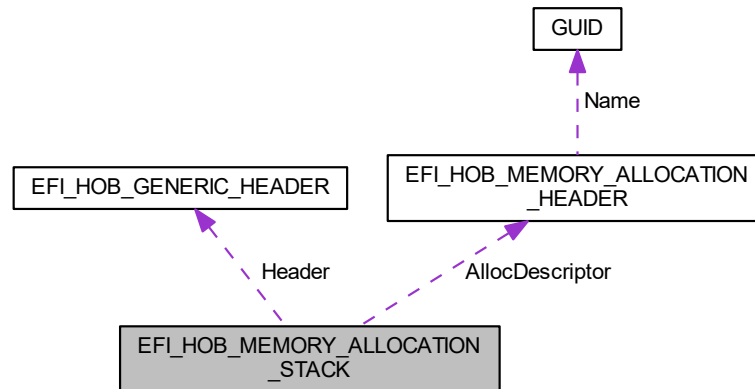 GUID
Name
EFI_HOB_GENERIC_HEADER
EFI_HOB_MEMORY_ALLOCATION
_HEADER
Header
AllocDescriptor
EFI_HOB_MEMORY_ALLOCATION
_STACK